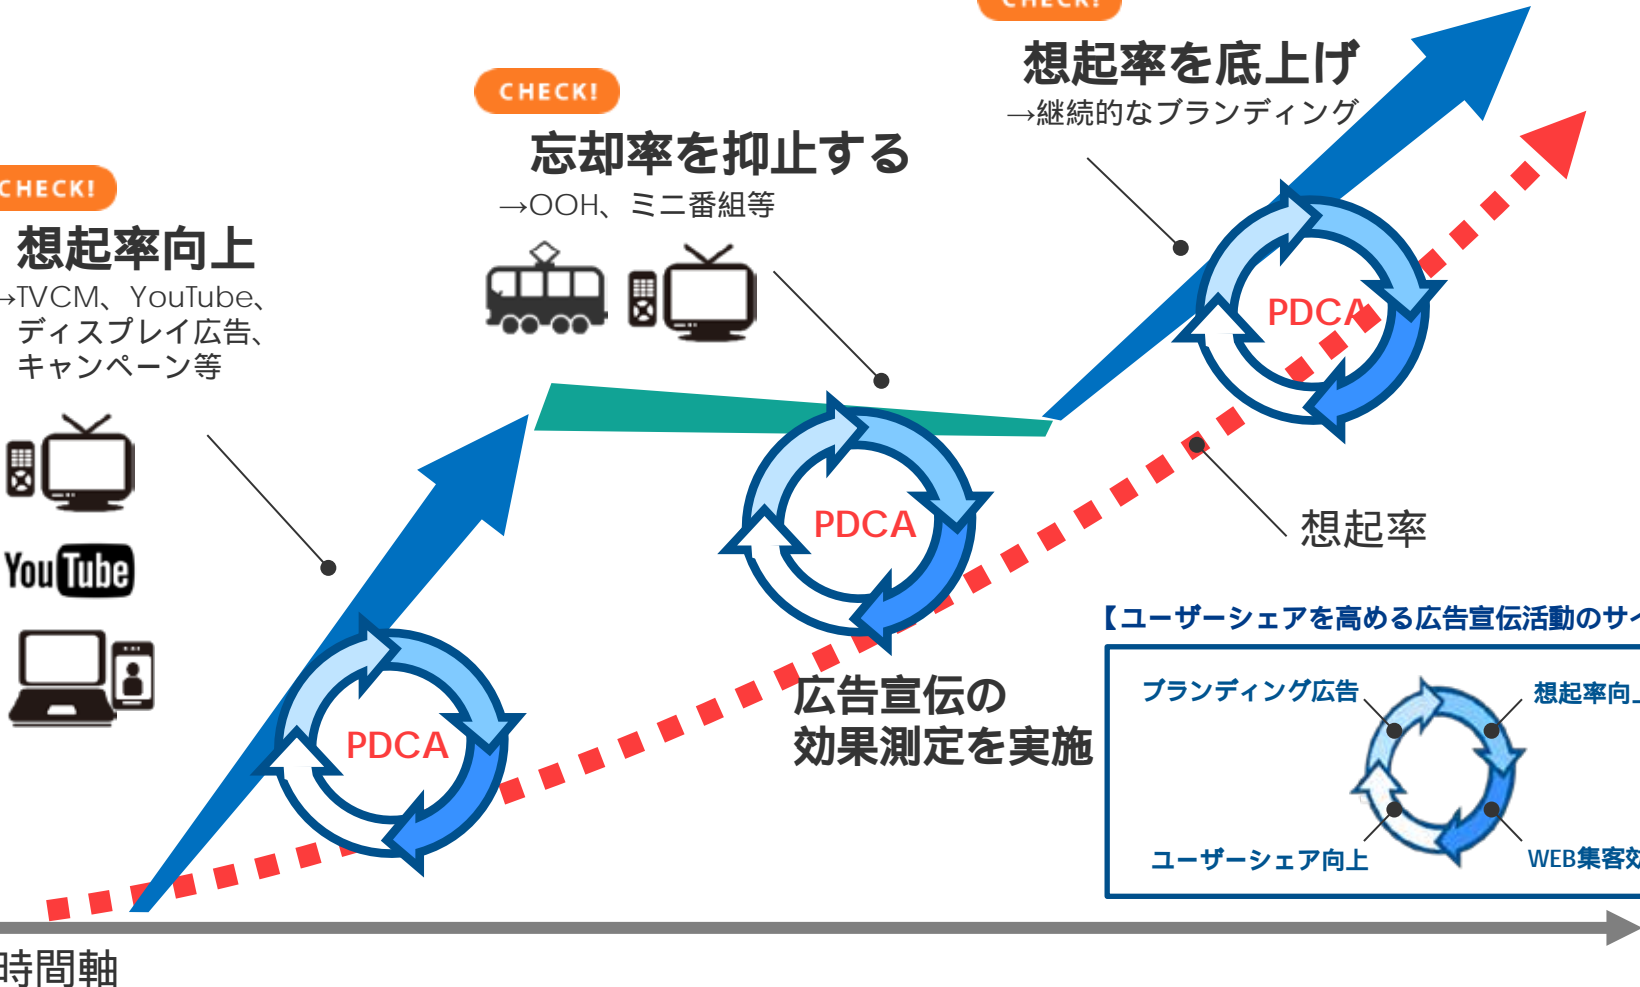 CHECK!
想起率を底上げ
→継続的なブランディング
CHECK!
忘却率を抑止する
→OOH、ミニ番組等
CHECK!
想起率向上
→TVCM、YouTube、
ディスプレイ広告、
キャンペーン等
YouTube
PDCA
PDCA
PDCA
想起率
広告宣伝の
効果測定を実施
【ユーザーシェアを高める広告宣伝活動のサイ
ブランディング広告
想起率向上
ユーザーシェア向上
WEB集客効
時間軸